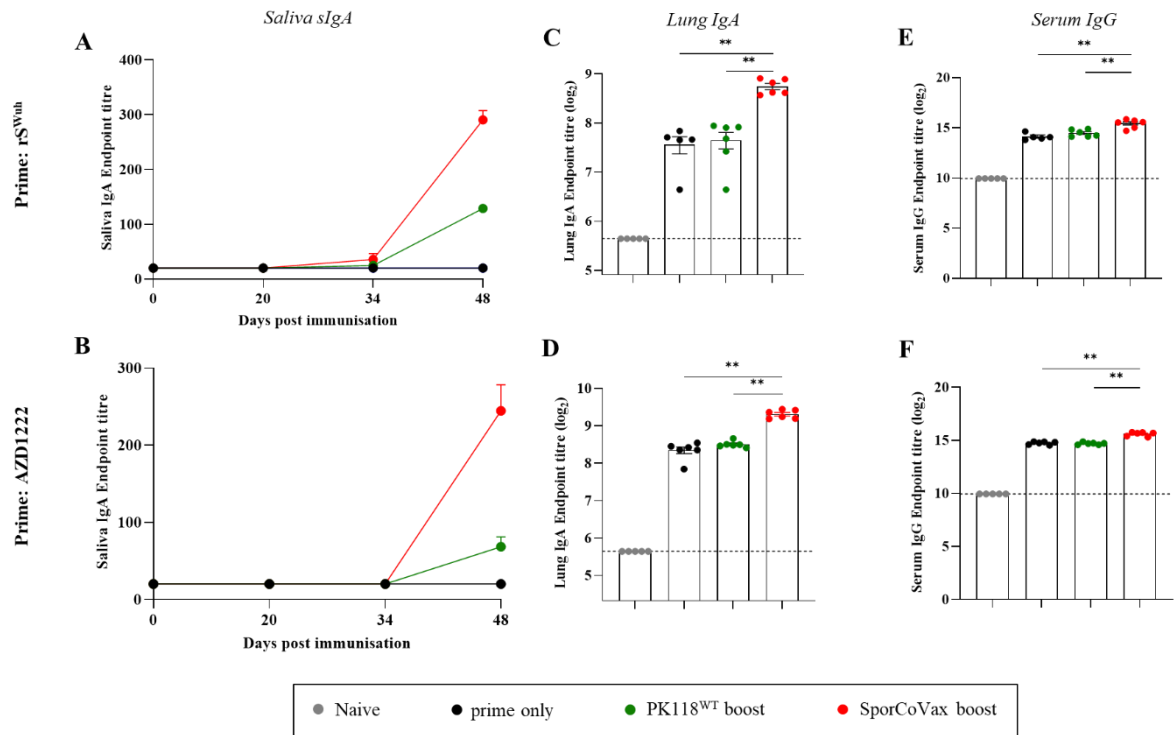 Saliva sIgA
Lung IgA
Serum IgG
Prime: rS^Wuh
A
Saliva IgA Endpoint titre
400
300
200
100
0
0 20 34 48
Days post immunisation
C
Lung IgA Endpoint titre (log2)
** 
**
9
8
7
6
5
E
Serum IgG Endpoint titre (log2)
**
**
20
15
10
5
0
Prime: AZD1222
B
Saliva IgA Endpoint titre
300
200
100
0
0 20 34 48
Days post immunisation
D
Lung IgA Endpoint titre (log2)
**
**
10
9
8
7
6
5
F
Serum IgG Endpoint titre (log2)
**
**
20
15
10
5
0
Naive prime only PK118^WT boost SporCoVax boost